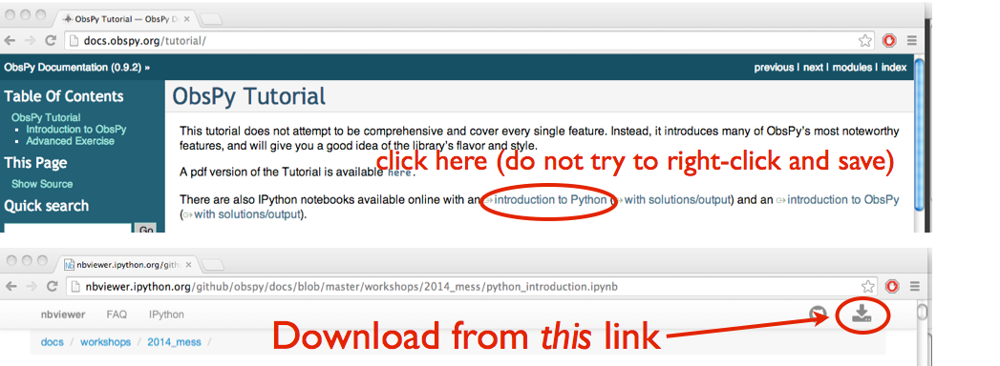 ObsPy Tutorial — ObsPy D
docs.obspy.org/tutorial/
ObsPy Documentation (0.9.2) »
previous | next | modules | index
Table Of Contents
ObsPy Tutorial
Introduction to ObsPy
Advanced Exercise
This Page
Show Source
Quick search
Go
ObsPy Tutorial
This tutorial does not attempt to be comprehensive and cover every single feature. Instead, it introduces many of ObsPy's most noteworthy
features, and will give you a good idea of the library's flavor and style.
click here (do not try to right-click and save)
A pdf version of the Tutorial is available here.
There are also IPython notebooks available online with an introduction to Python (with solutions/output) and an introduction to ObsPy
(with solutions/output).
nbviewer.ipython.org/gith
nbviewer.ipython.org/github/obspy/docs/blob/master/workshops/2014_mess/python_introduction.ipynb
nbviewer FAQ IPython
docs / workshops / 2014_mess /
Download from this link